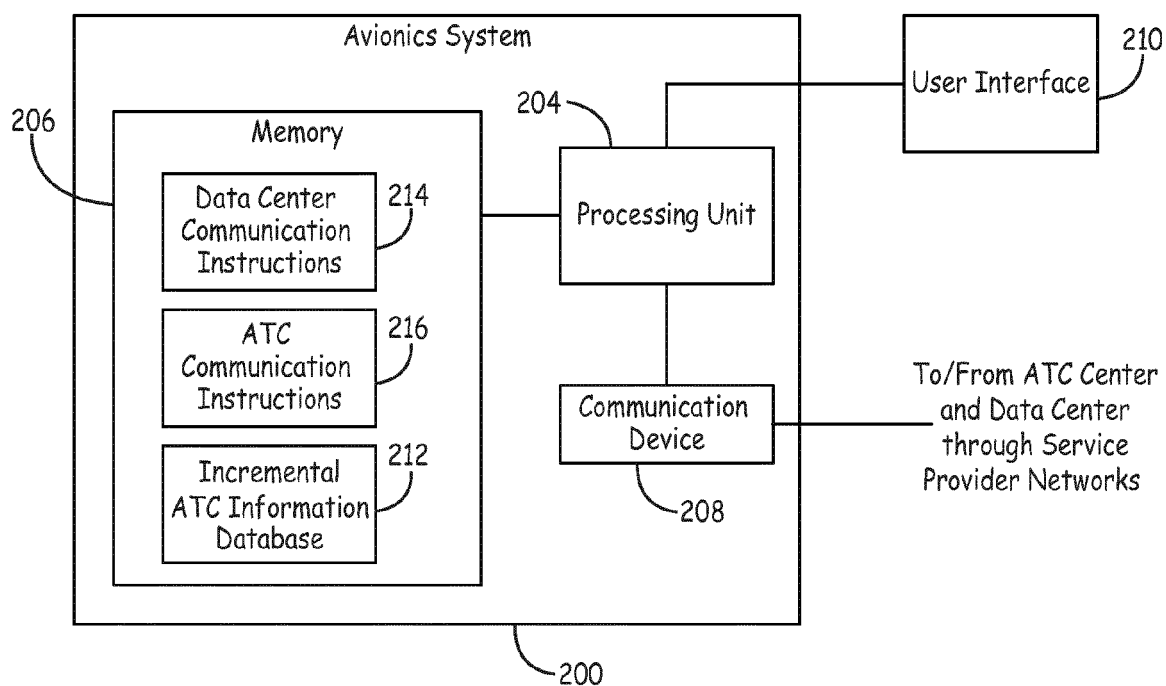 Avionics System
210
User Interface
204
206
Memory
Processing Unit
Data Center
Communication
Instructions
214
ATC
Communication
Instructions
216
Incremental
ATC Information
Database
212
Communication
Device
208
To/From ATC Center
and Data Center
through Service
Provider Networks
200